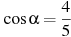 cos α = 4/5